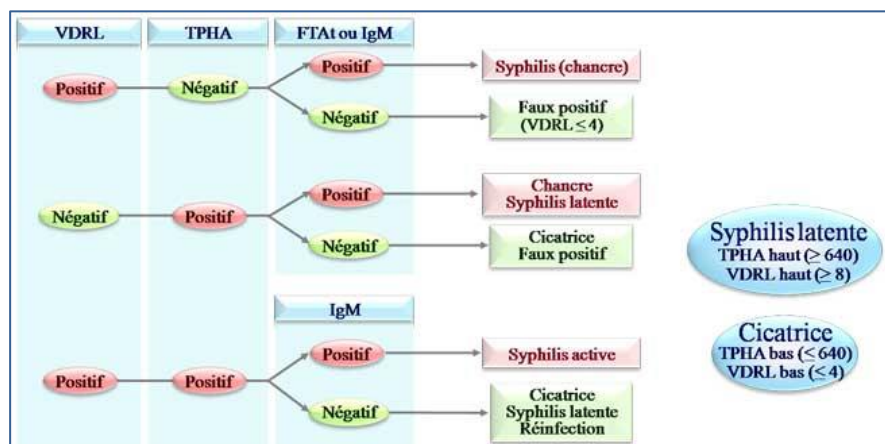 VDRL
TPHA
FTAt ou IgM
Positif
Négatif
Positif
Syphilis (chancre)
Négatif
Faux positif
(VDRL ≤ 4)
Négatif
Positif
Positif
Chancre
Syphilis latente
Négatif
Cicatrice
Faux positif
IgM
Positif
Positif
Positif
Syphilis active
Négatif
Cicatrice
Syphilis latente
Réinfection
Syphilis latente
TPHA haut (≥ 640)
VDRL haut (≥ 8)
Cicatrice
TPHA bas (≤ 640)
VDRL bas (≤ 4)